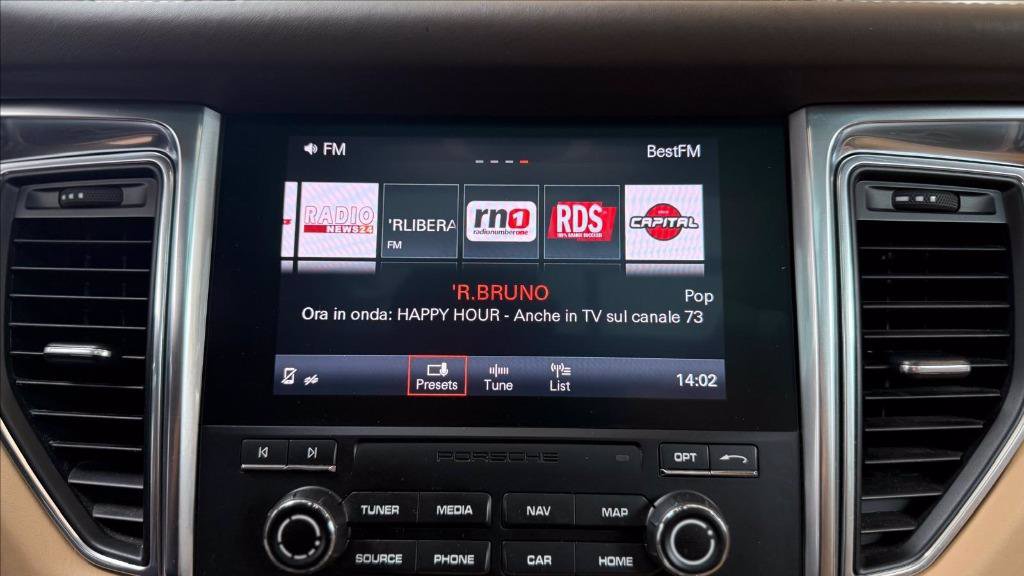 FM
BestFM
RADIO
NEWS24
'RLIBERA
FM
rn1
radionumberone
RDS
100% GRANDI SUCCESSI
CAPITAL
'R.BRUNO
Pop
Ora in onda: HAPPY HOUR - Anche in TV sul canale 73
Presets
Tune
List
14:02
PORSCHE
OPT
TUNER
MEDIA
NAV
MAP
SOURCE
PHONE
CAR
HOME